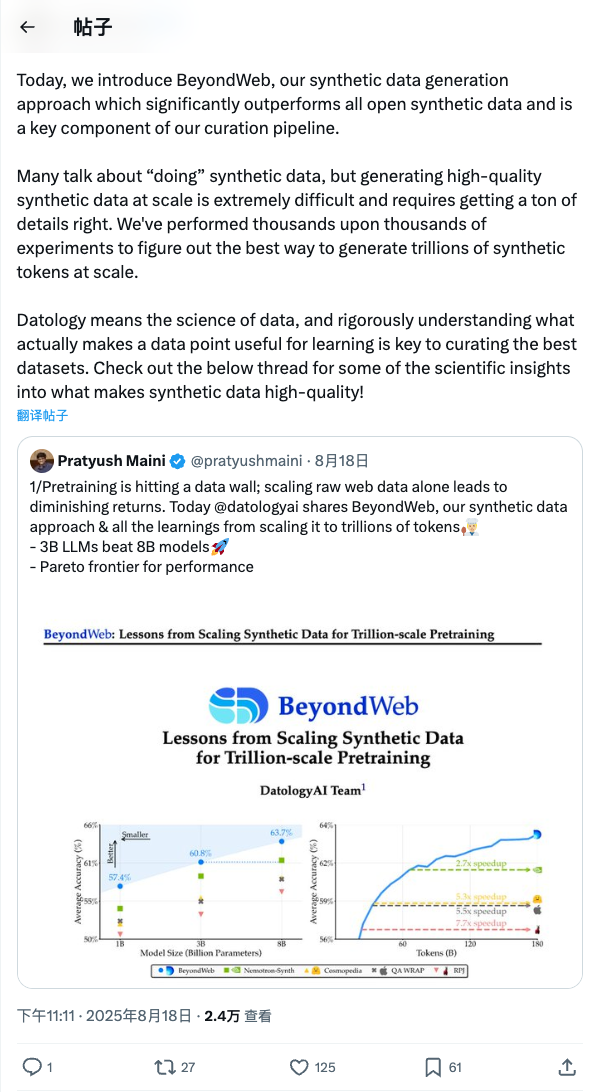 帖子
Today, we introduce BeyondWeb, our synthetic data generation
approach which significantly outperforms all open synthetic data and is
a key component of our curation pipeline.
Many talk about “doing” synthetic data, but generating high-quality
synthetic data at scale is extremely difficult and requires getting a ton of
details right. We've performed thousands upon thousands of
experiments to figure out the best way to generate trillions of synthetic
tokens at scale.
Datology means the science of data, and rigorously understanding what
actually makes a data point useful for learning is key to curating the best
datasets. Check out the below thread for some of the scientific insights
into what makes synthetic data high-quality!
翻译帖子
Pratyush Maini @pratyushmaini · 8月18日
1/Pretraining is hitting a data wall; scaling raw web data alone leads to
diminishing returns. Today @datologyai shares BeyondWeb, our synthetic data
approach & all the learnings from scaling it to trillions of tokens🧑🏼‍🍳
- 3B LLMs beat 8B models🚀
- Pareto frontier for performance
BeyondWeb: Lessons from Scaling Synthetic Data for Trillion-scale Pretraining
BeyondWeb
Lessons from Scaling Synthetic Data
for Trillion-scale Pretraining
DatologyAI Team1
66%
61%
55%
50%
Average Accuracy (%)
Smaller
Better
57.4%
60.8%
63.7%
1B 3B 8B
Model Size (Billion Parameters)
64%
62%
59%
56%
Average Accuracy (%)
2.7x speedup
5.3x speedup
5.5x speedup
7.7x speedup
60 120 180
Tokens (B)
BeyondWeb Nemotron-Synth Cosmopedia QA WRAP RPJ
下午11:11 · 2025年8月18日 · 2.4万 查看
1 27 125 61